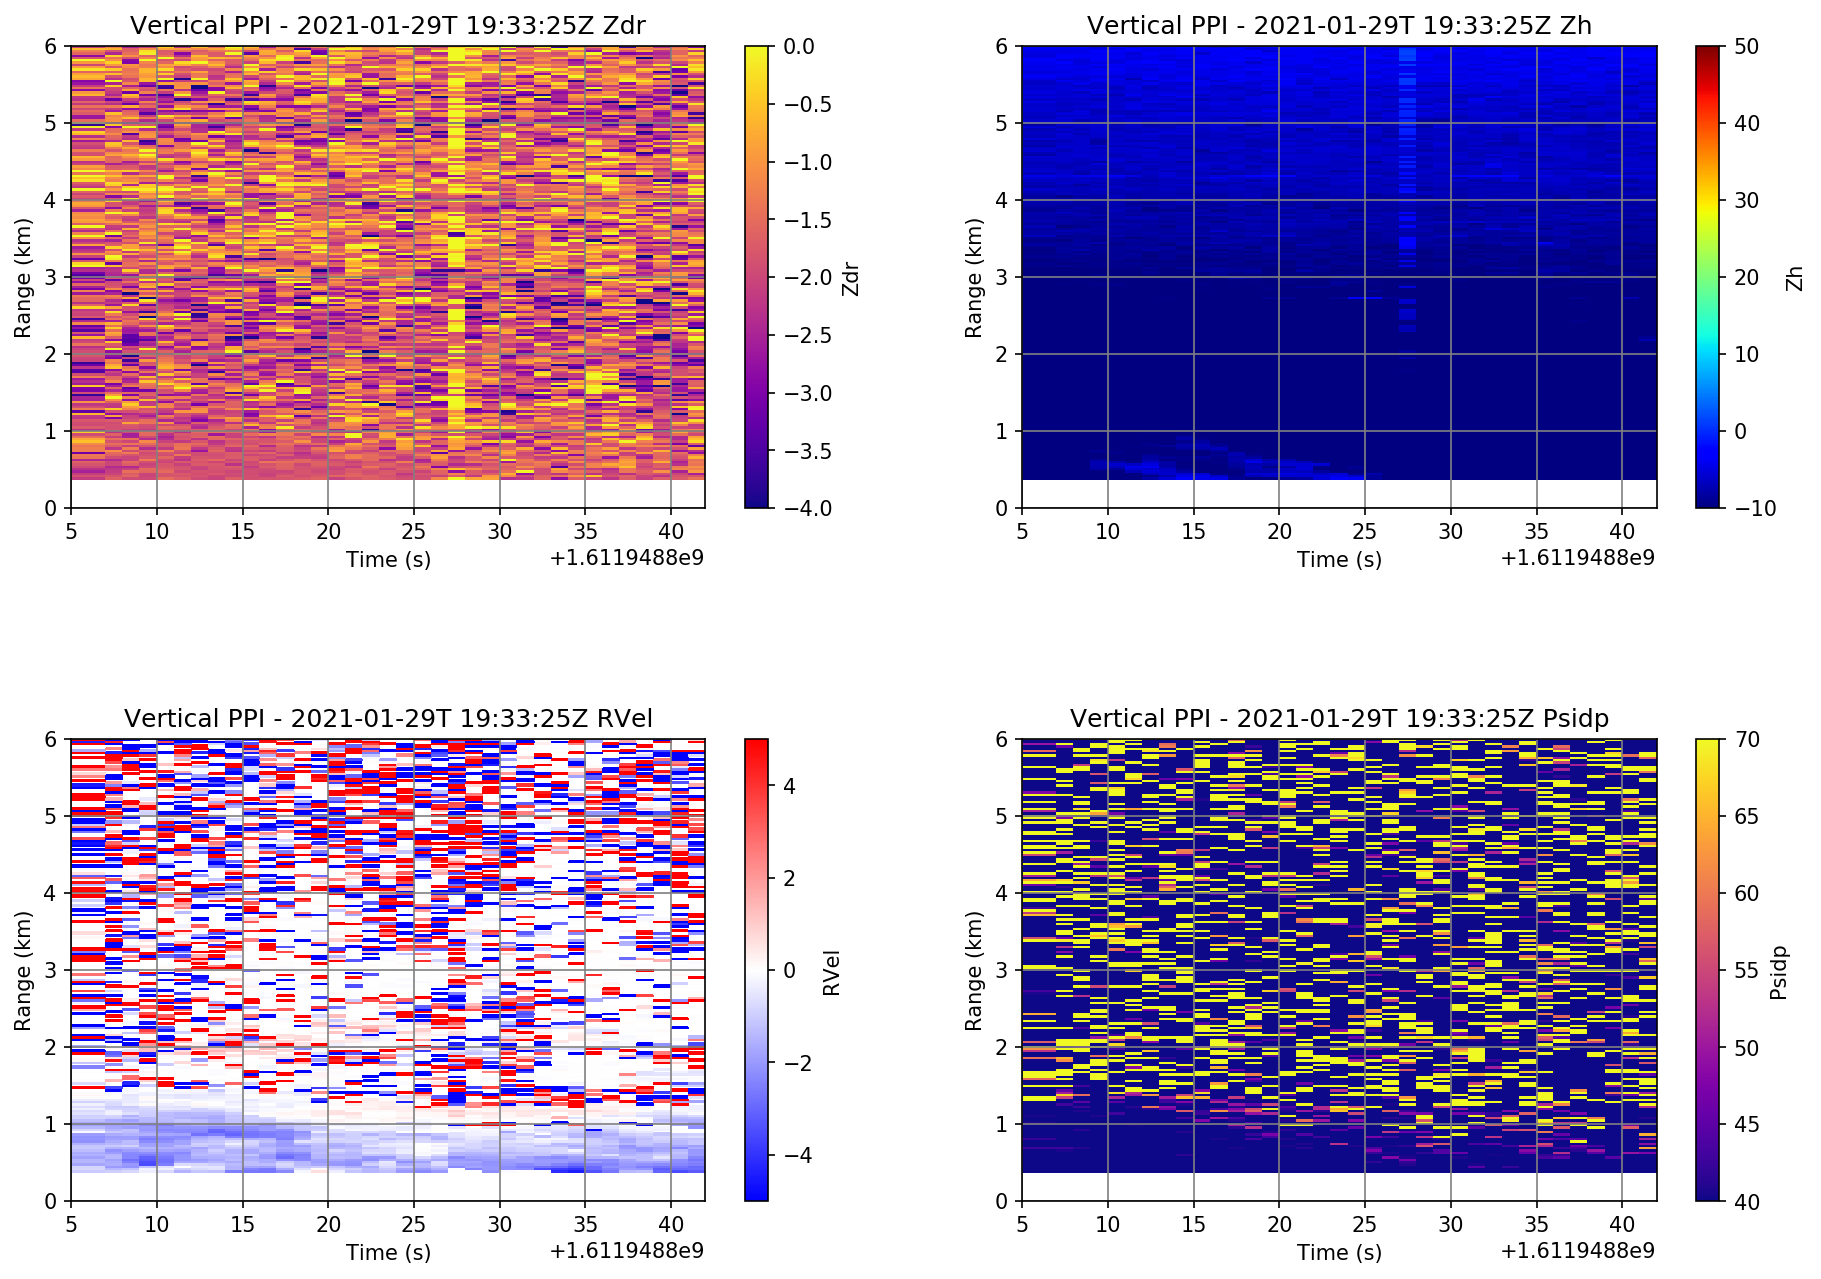 Vertical PPI - 2021-01-29T 19:33:25Z Zdr
6
5
4
3
2
1
0
Range (km)
5 10 15 20 25 30 35 40
Time (s)
+1.6119488e9
0.0
−0.5
−1.0
−1.5
−2.0
−2.5
−3.0
−3.5
−4.0
Zdr
Vertical PPI - 2021-01-29T 19:33:25Z Zh
6
5
4
3
2
1
0
Range (km)
5 10 15 20 25 30 35 40
Time (s)
+1.6119488e9
50
40
30
20
10
0
−10
Zh
Vertical PPI - 2021-01-29T 19:33:25Z RVel
6
5
4
3
2
1
0
Range (km)
5 10 15 20 25 30 35 40
Time (s)
+1.6119488e9
4
2
0
−2
−4
RVel
Vertical PPI - 2021-01-29T 19:33:25Z Psidp
6
5
4
3
2
1
0
Range (km)
5 10 15 20 25 30 35 40
Time (s)
+1.6119488e9
70
65
60
55
50
45
40
Psidp